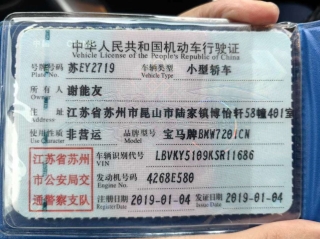 中华人民共和国机动车行驶证
Vehicle License of the People's Republic of China
号牌号码 苏EY2719 车辆类型 小型轿车
Plate No. Vehicle Type
所有人 谢能友
Owner
住址 江苏省苏州市昆山市陆家镇博怡轩58幢401室
Address
使用性质 非营运 品牌型号 宝马牌BMW7201CN
Use Character Model
江苏省苏州市公安局交通警察支队
车辆识别代号 LBVKY5109KSR11686
VIN
发动机号码 4268E580
Engine No.
注册日期 2019-01-04 发证日期 2019-01-04
Register Date Issue Date